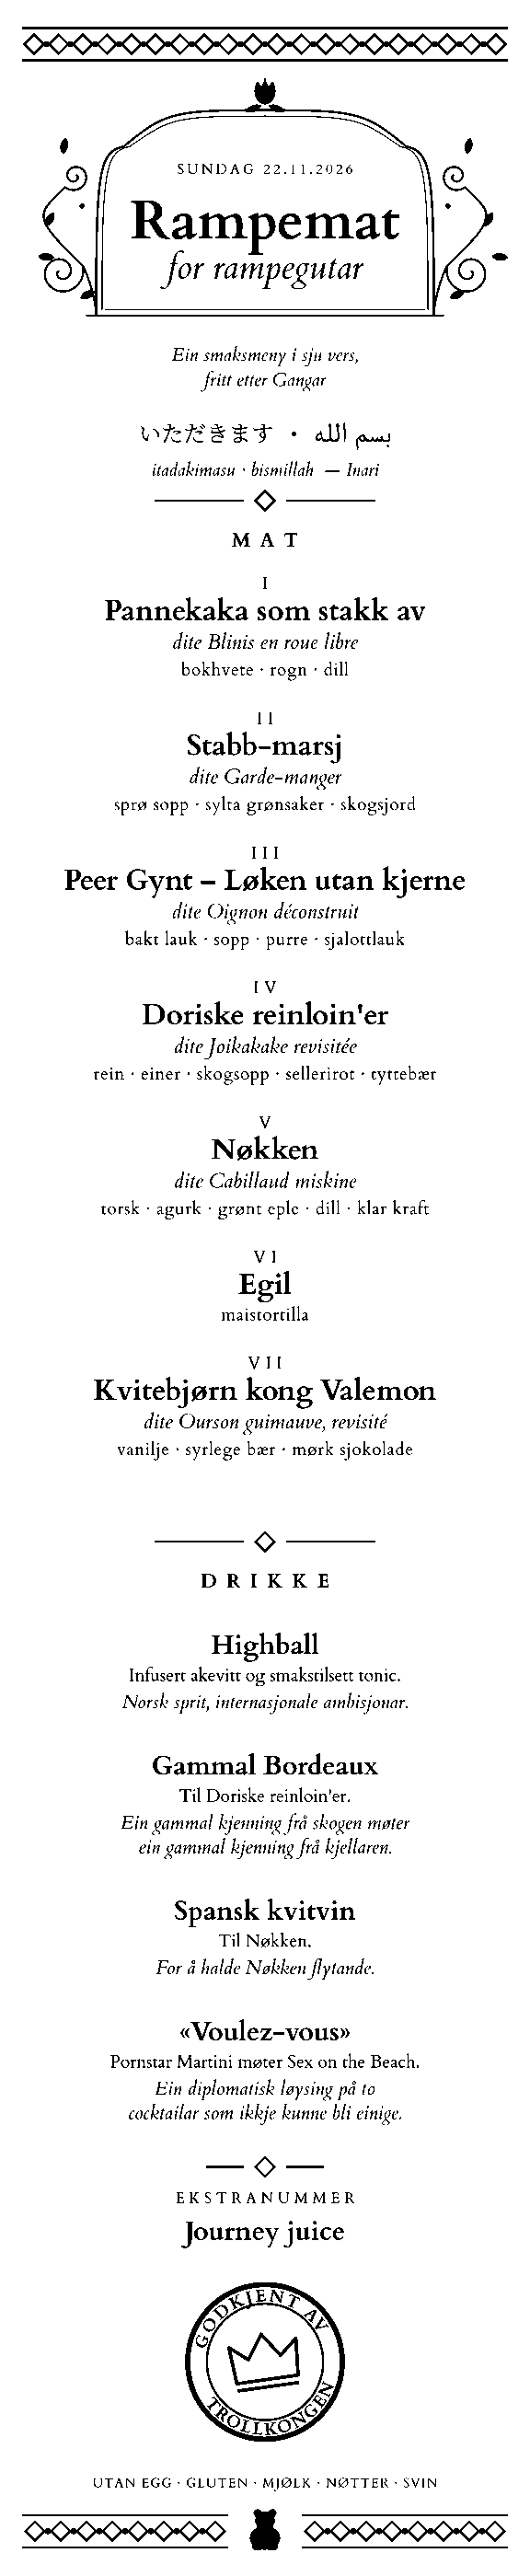 SUNDAG 22.11.2026
Rampemat
for rampegutar
Ein smaksmeny i sju vers,
fritt etter Gangar
いただきます · بسم الله
itadakimasu · bismillah — Inari
MAT
I
Pannekaka som stakk av
dite Blinis en roue libre
bokhvete · rogn · dill
II
Stabb-marsj
dite Garde-manger
sprø sopp · sylta grønsaker · skogsjord
III
Peer Gynt – Løken utan kjerne
dite Oignon déconstruit
bakt lauk · sopp · purre · sjalottlauk
IV
Doriske reinloin'er
dite Joikakake revisitée
rein · einer · skogsopp · sellerirot · tyttebær
V
Nøkken
dite Cabillaud miskine
torsk · agurk · grønt eple · dill · klar kraft
VI
Egil
maistortilla
VII
Kvitebjørn kong Valemon
dite Ourson guimauve, revisité
vanilje · syrlege bær · mørk sjokolade
DRIKKE
Highball
Infusert akevitt og smakstilsett tonic.
Norsk sprit, internasjonale ambisjonar.
Gammal Bordeaux
Til Doriske reinloin'er.
Ein gammal kjenning frå skogen møter
ein gammal kjenning frå kjellaren.
Spansk kvitvin
Til Nøkken.
For å halde Nøkken flytande.
«Voulez-vous»
Pornstar Martini møter Sex on the Beach.
Ein diplomatisk løysing på to
cocktailar som ikkje kunne bli einige.
EKSTRANUMMER
Journey juice
GODKJENT AV
TROLLKONGEN
UTAN EGG · GLUTEN · MJØLK · NØTTER · SVIN